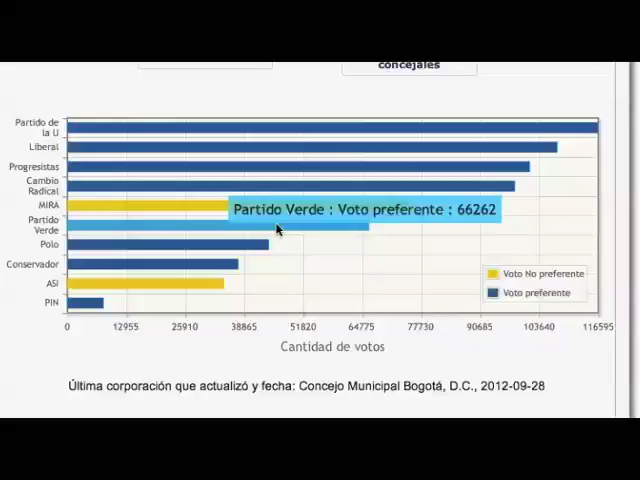 concejales
Partido de
la U
Liberal
Progresistas
Cambio
Radical
MIRA
Partido Verde : Voto preferente : 66262
Partido
Verde
Polo
Conservador
ASI
PIN
Voto No preferente
Voto preferente
0 12955 25910 38865 51820 64775 77730 90685 103640 116595
Cantidad de votos
Última corporación que actualizó y fecha: Concejo Municipal Bogotá, D.C., 2012-09-28